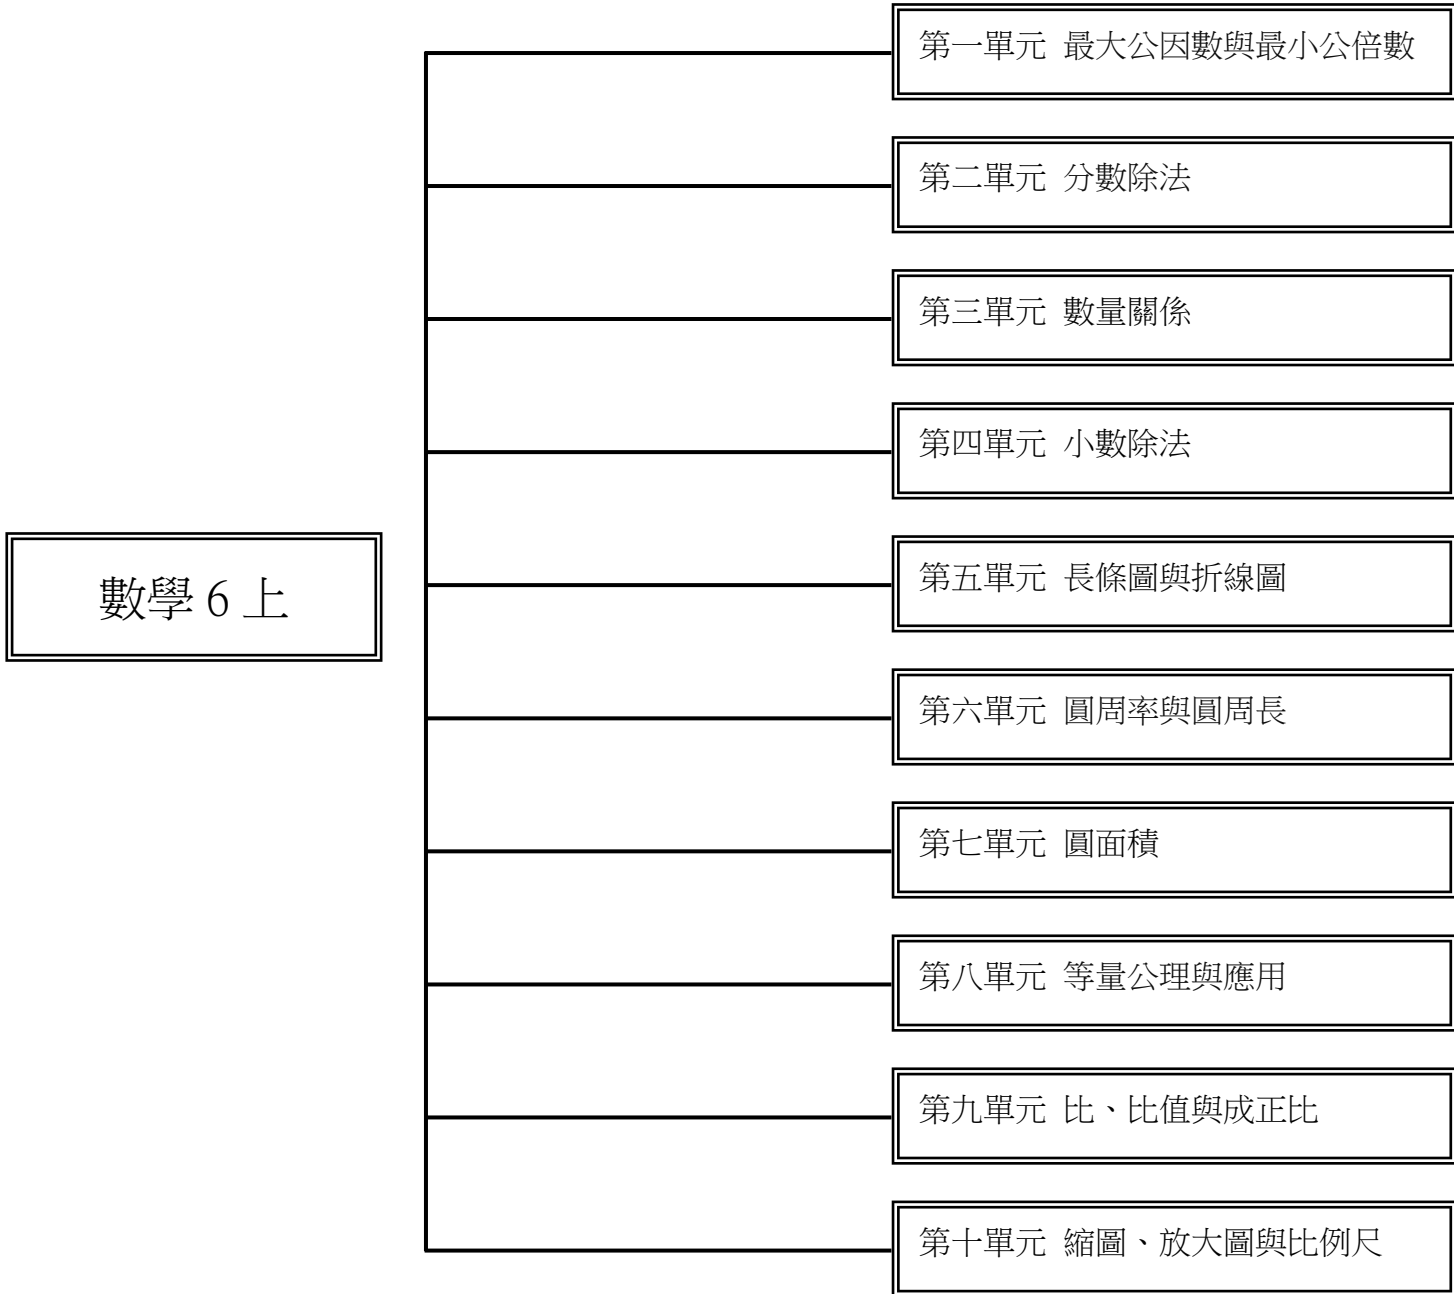 第一單元 最大公因數與最小公倍數
第二單元 分數除法
第三單元 數量關係
第四單元 小數除法
第五單元 長條圖與折線圖
數學 6 上
第六單元 圓周率與圓周長
第七單元 圓面積
第八單元 等量公理與應用
第九單元 比、比值與成正比
第十單元 縮圖、放大圖與比例尺